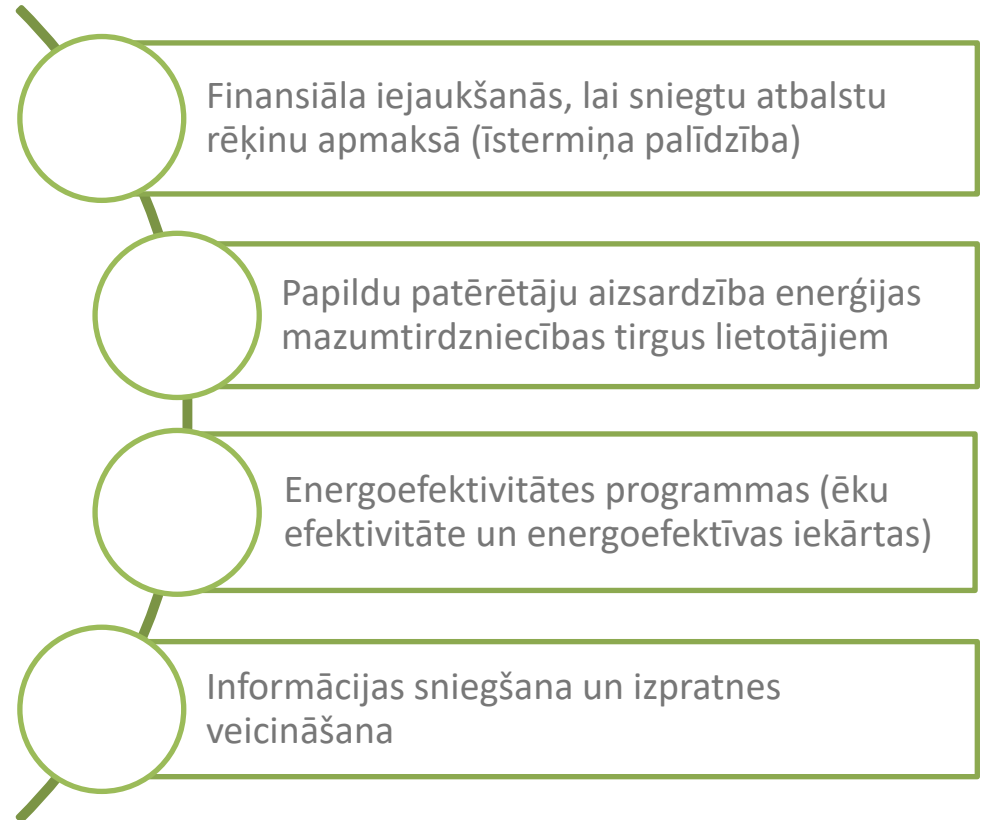 Finansiāla iejaukšanās, lai sniegtu atbalstu
rēķinu apmaksā (īstermiņa palīdzība)
Papildu patērētāju aizsardzība enerģijas
mazumtirdzniecības tirgus lietotājiem
Energoefektivitātes programmas (ēku
efektivitāte un energoefektīvas iekārtas)
Informācijas sniegšana un izpratnes
veicināšana